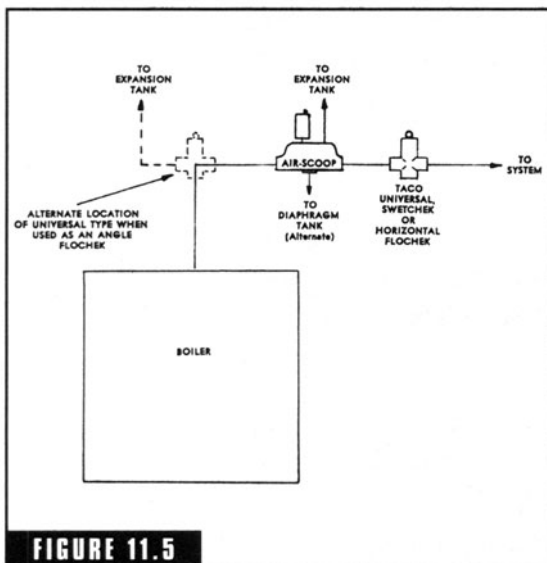 TO
EXPANSION
TANK
TO
EXPANSION
TANK
AIR-SCOOP
TO
SYSTEM
ALTERNATE LOCATION
OF UNIVERSAL TYPE WHEN
USED AS AN ANGLE
FLOCHEK
TO
DIAPHRAGM
TANK
(Alternate)
TACO
UNIVERSAL,
SWETCHEK
OR
HORIZONTAL
FLOCHEK
BOILER
FIGURE 11.5